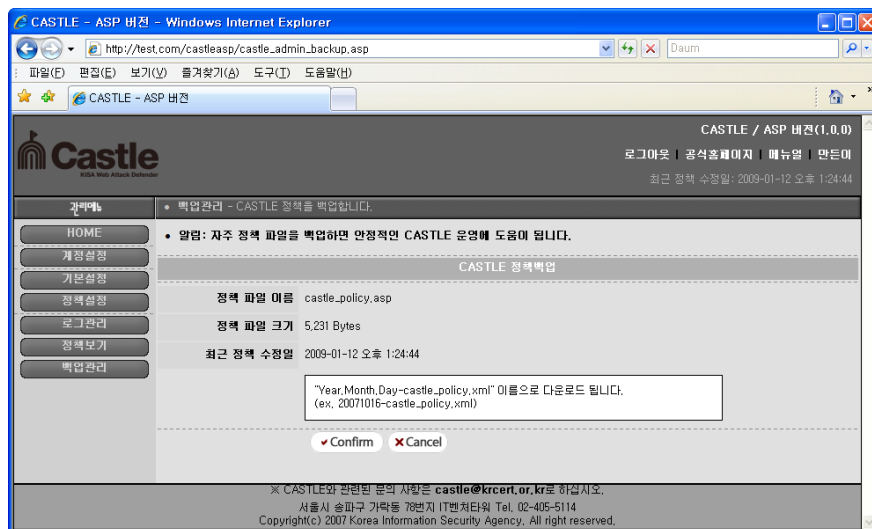 CASTLE - ASP 버전 - Windows Internet Explorer
http://test.com/castleasp/castle_admin_backup.asp
Daum
파일(F) 편집(E) 보기(V) 즐겨찾기(A) 도구(T) 도움말(H)
CASTLE - ASP 버전
CASTLE / ASP 버전(1.0.0)
Castle
KISA Web Attack Defender
로그아웃 | 공식홈페이지 | 메뉴얼 | 만든이
최근 정책 수정일: 2009-01-12 오후 1:24:44
관리메뉴
• 백업관리 - CASTLE 정책을 백업합니다.
HOME
계정설정
기본설정
정책설정
로그관리
정책보기
백업관리
• 알림: 자주 정책 파일을 백업하면 안정적인 CASTLE 운영에 도움이 됩니다.
CASTLE 정책백업
정책 파일 이름 castle_policy.asp
정책 파일 크기 5,231 Bytes
최근 정책 수정일 2009-01-12 오후 1:24:44
"Year.Month.Day-castle_policy.xml" 이름으로 다운로드 됩니다.
(ex. 20071016-castle_policy.xml)
Confirm Cancel
※ CASTLE와 관련된 문의 사항은 castle@krcert.or.kr로 하십시오.
서울시 송파구 가락동 78번지 IT벤처타워 Tel. 02-405-5114
Copyright(c) 2007 Korea Information Security Agency. All right reserved.